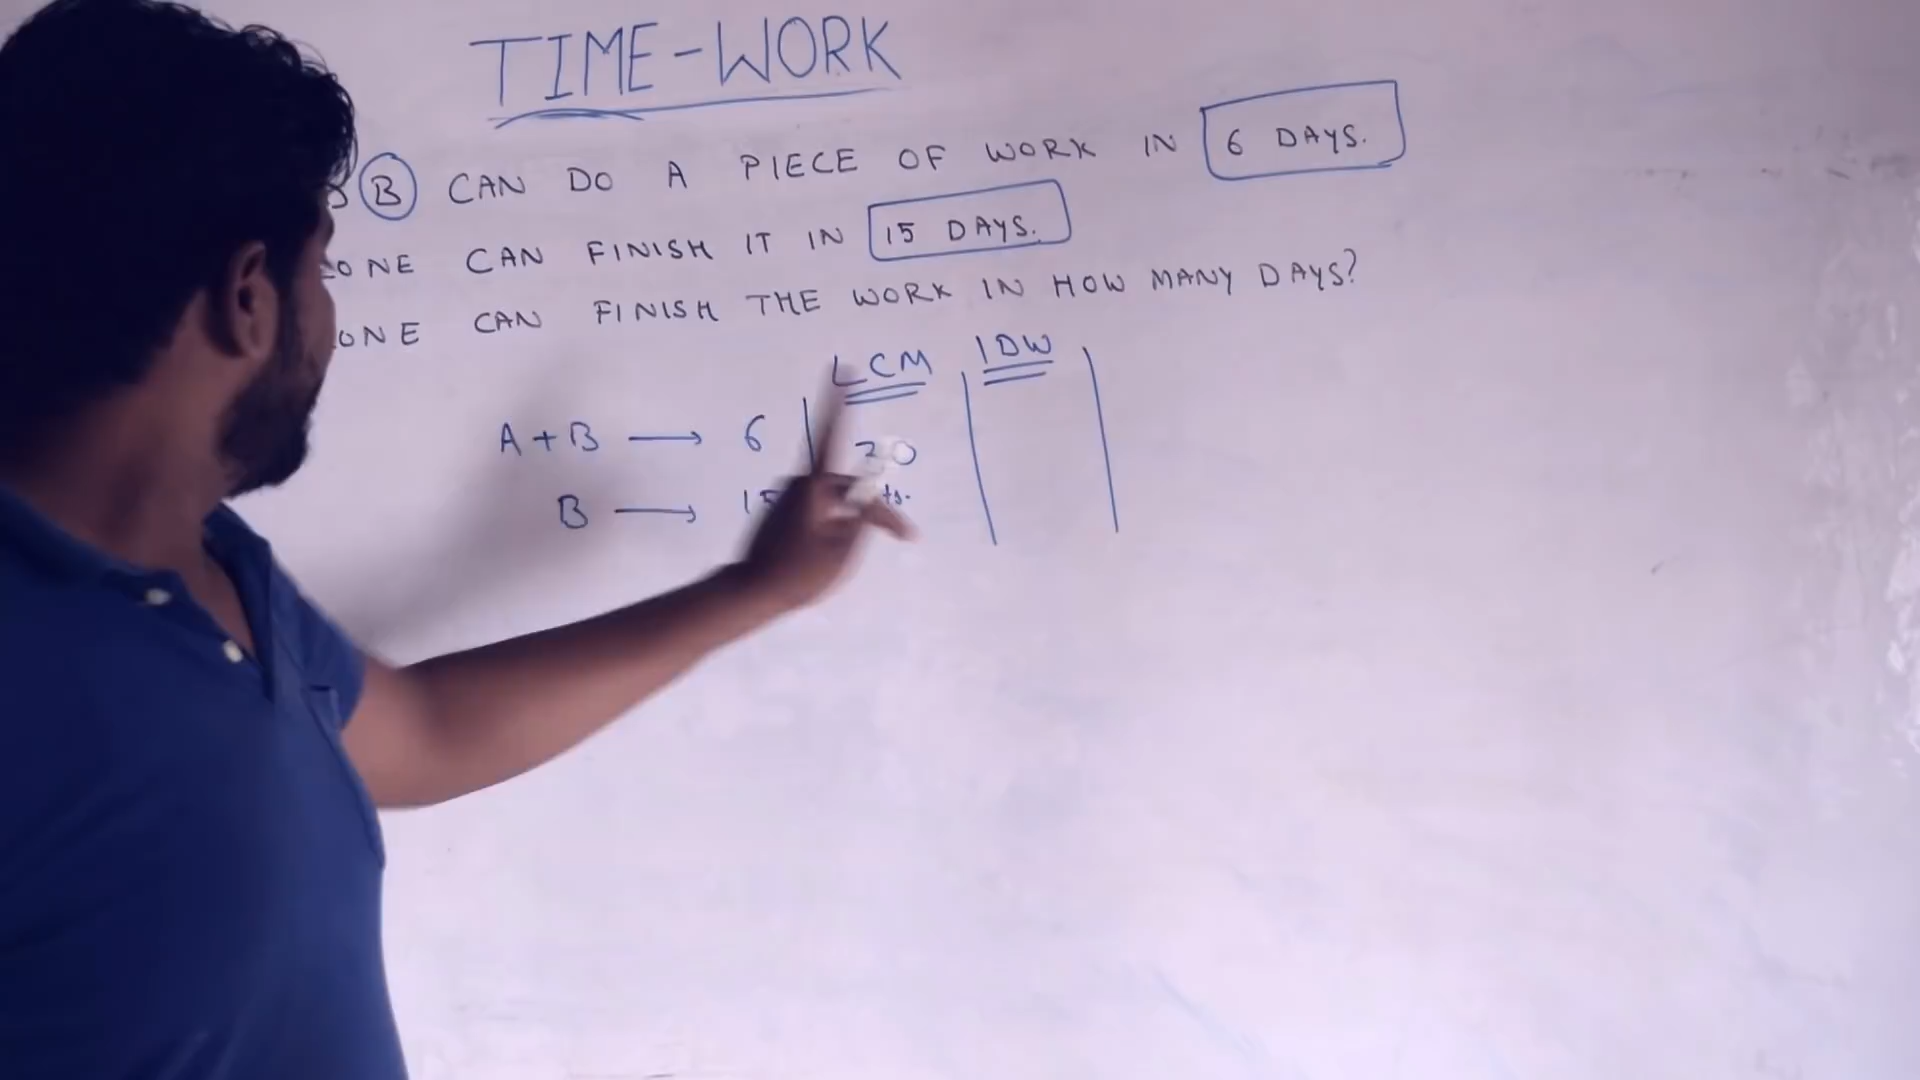 TIME-WORK
B CAN DO A PIECE OF WORK IN 6 DAYS.
ONE CAN FINISH IT IN 15 DAYS.
ONE CAN FINISH THE WORK IN HOW MANY DAYS?
LCM 1DW
A+B → 6 30
B → 15 ts.